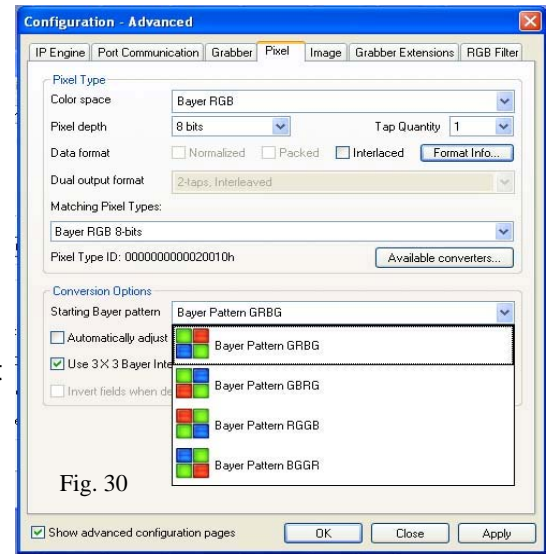 Configuration - Advanced
IP Engine Port Communication Grabber Pixel Image Grabber Extensions RGB Filter
Pixel Type
Color space Bayer RGB
Pixel depth 8 bits Tap Quantity 1
Data format Normalized Packed Interlaced Format Info...
Dual output format 2-taps, Interleaved
Matching Pixel Types:
Bayer RGB 8-bits
Pixel Type ID: 0000000000020010h Available converters...
Conversion Options
Starting Bayer pattern Bayer Pattern GRBG
Automatically adjust
Bayer Pattern GRBG
Use 3X3 Bayer Inte
Bayer Pattern GBRG
Invert fields when de
Bayer Pattern RGGB
Bayer Pattern BGGR
Fig. 30
Show advanced configuration pages OK Close Apply